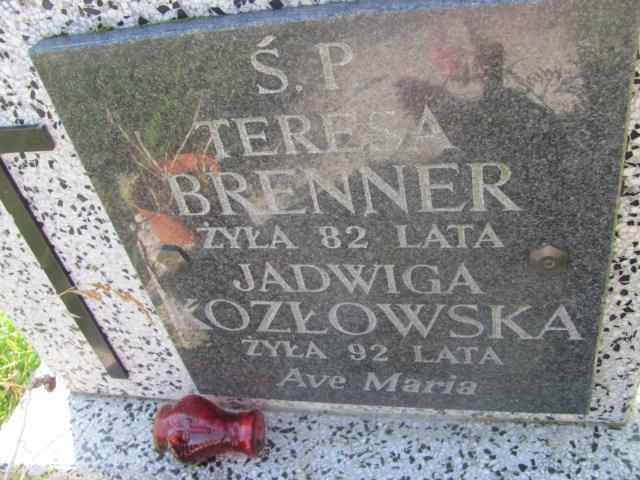 Ś. P.
TERESA
BRENNER
ŻYŁA 82 LATA
JADWIGA
KOZŁOWSKA
ŻYŁA 92 LATA
Ave Maria